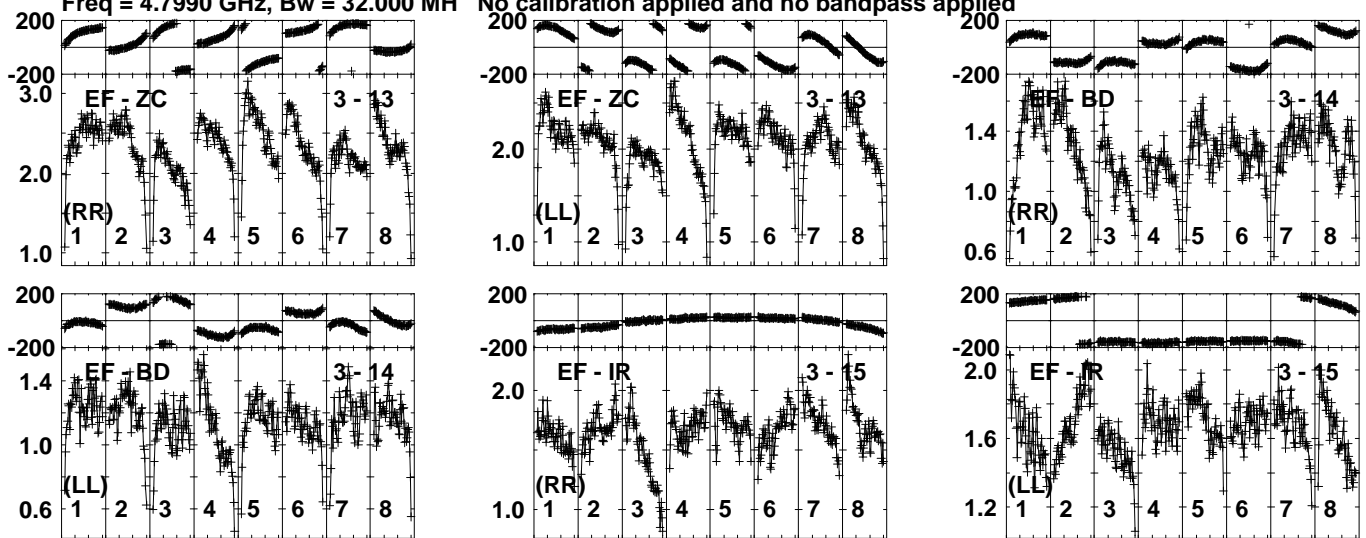 Freq = 4.7990 GHz, Bw = 32.000 MH No calibration applied and no bandpass applied
200
-200
EF - ZC 3 - 13
3.0
2.0
1.0
(RR)
1 2 3 4 5 6 7 8
EF - ZC 3 - 13
2.0
1.0
(LL)
1 2 3 4 5 6 7 8
200
-200
EF - BD 3 - 14
1.4
1.0
0.6
(RR)
1 2 3 4 5 6 7 8
200
-200
EF - BD 3 - 14
1.4
1.0
0.6
(LL)
1 2 3 4 5 6 7 8
200
-200
EF - IR 3 - 15
2.0
1.0
(RR)
1 2 3 4 5 6 7 8
200
-200
EF - IR 3 - 15
2.0
1.6
1.2
(LL)
1 2 3 4 5 6 7 8